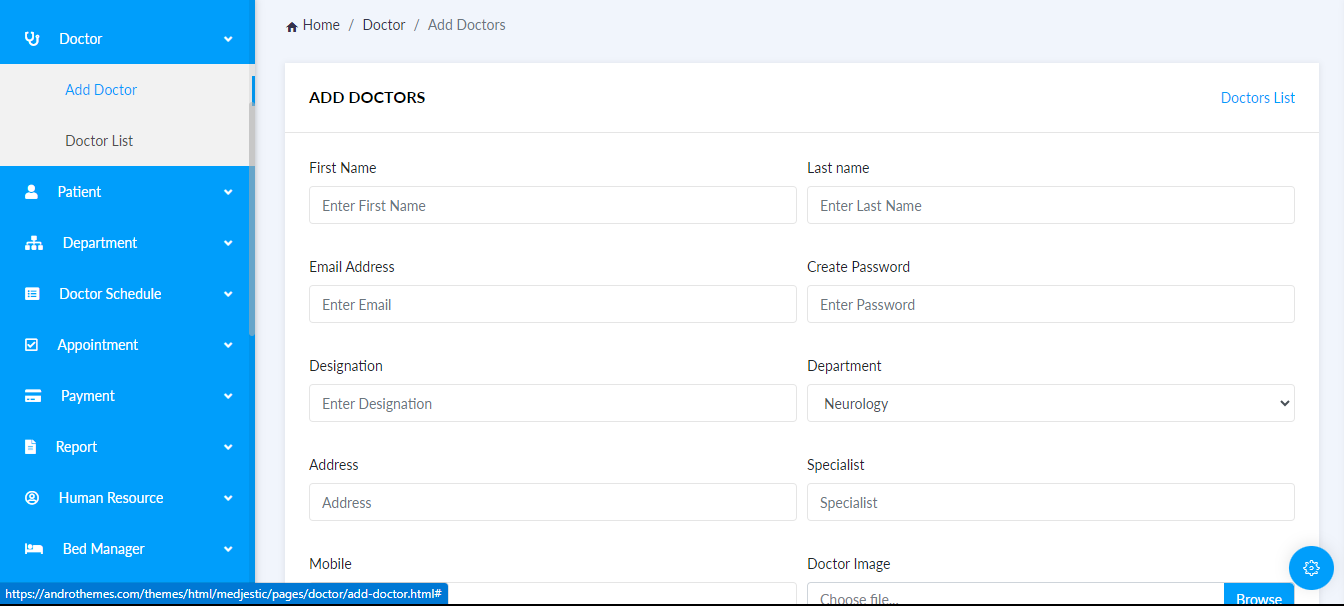 Doctor
Add Doctor
Doctor List
Patient
Department
Doctor Schedule
Appointment
Payment
Report
Human Resource
Bed Manager
https://androthemes.com/themes/html/medjestic/pages/doctor/add-doctor.html#
Home / Doctor / Add Doctors
ADD DOCTORS
Doctors List
First Name
Last name
Enter First Name
Enter Last Name
Email Address
Create Password
Enter Email
Enter Password
Designation
Department
Enter Designation
Neurology
Address
Specialist
Address
Specialist
Mobile
Doctor Image
Choose file...
Browse